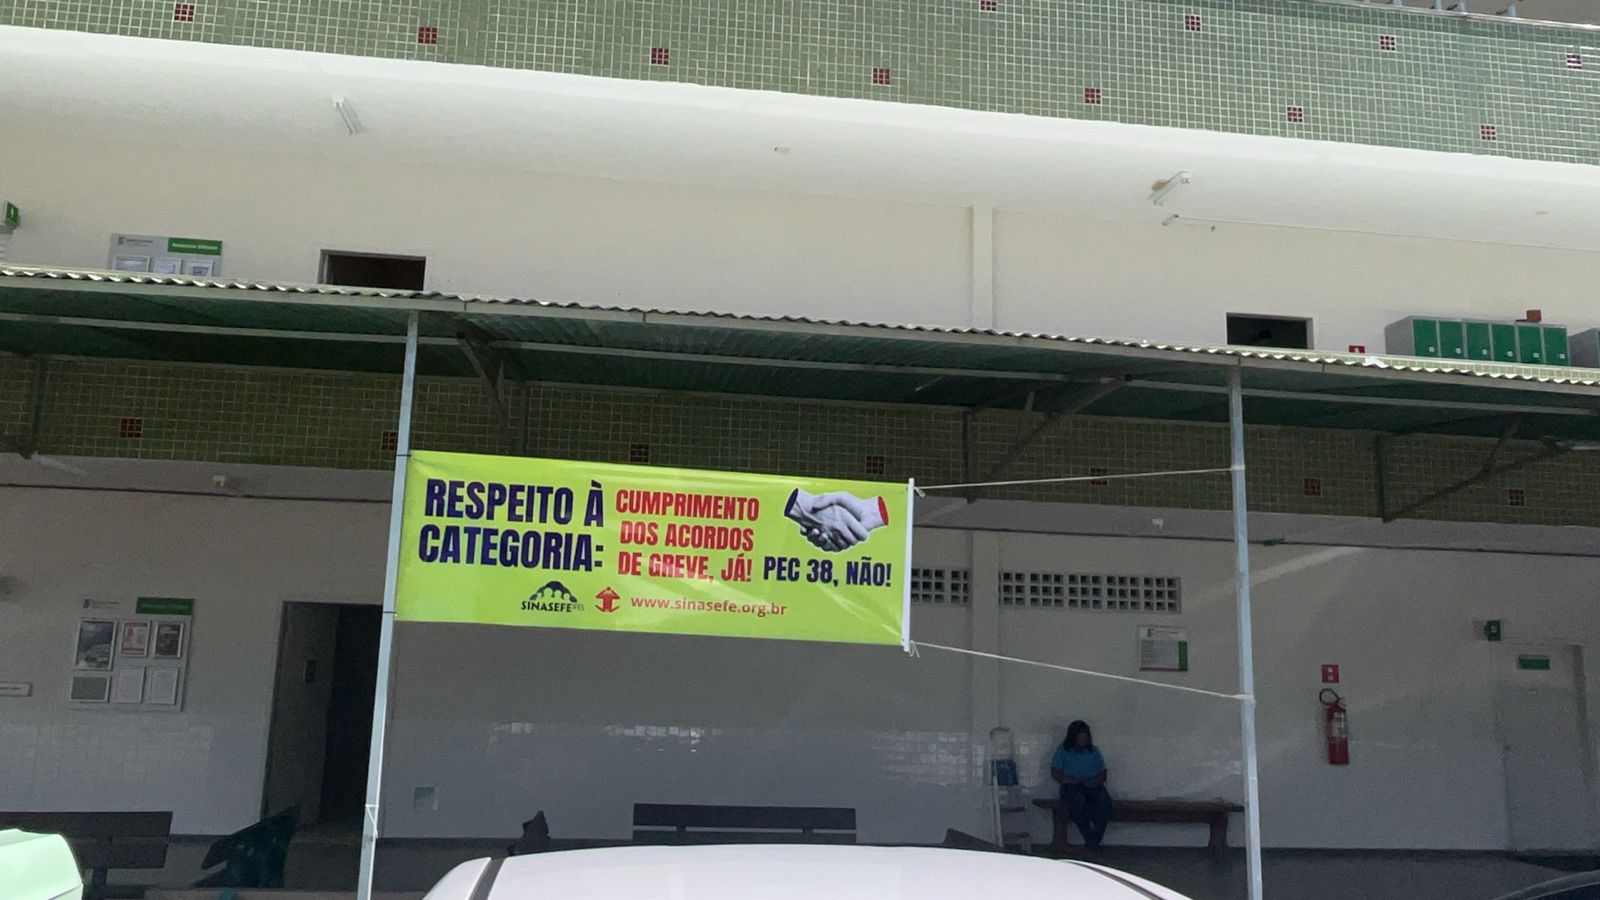 RESPEITO À
CATEGORIA:
CUMPRIMENTO
DOS ACORDOS
DE GREVE, JÁ!
PEC 38, NÃO!
SINASEFE
www.sinasefe.org.br